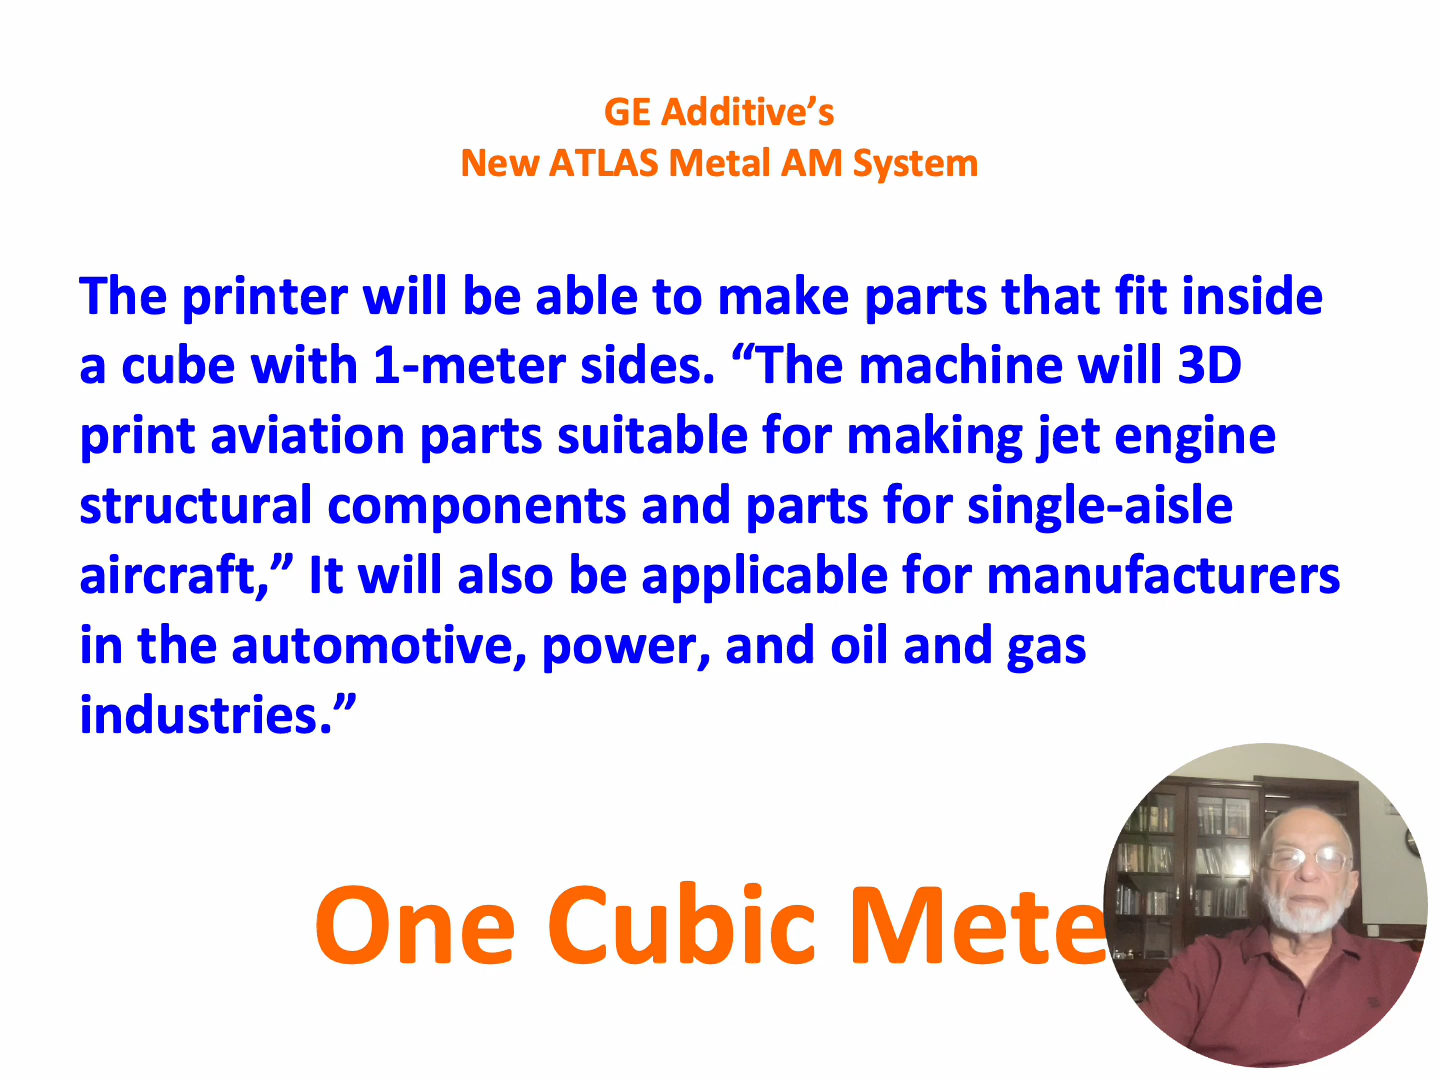 GE Additive’s
New ATLAS Metal AM System
The printer will be able to make parts that fit inside
a cube with 1-meter sides. “The machine will 3D
print aviation parts suitable for making jet engine
structural components and parts for single-aisle
aircraft,” It will also be applicable for manufacturers
in the automotive, power, and oil and gas
industries.”
One Cubic Mete